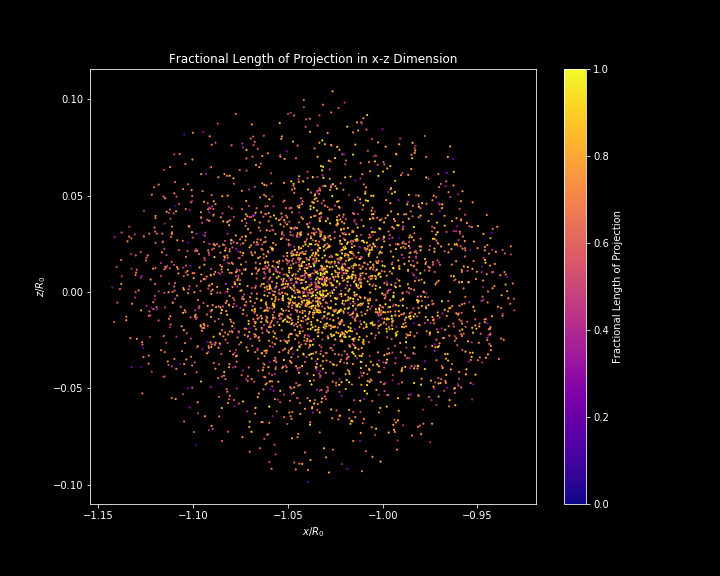 Fractional Length of Projection in x-z Dimension
1.0
0.10
0.8
0.05
0.6
Fractional Length of Projection
z/R₀
0.00
0.4
−0.05
0.2
−0.10
0.0
−1.15 −1.10 −1.05 −1.00 −0.95
x/R₀